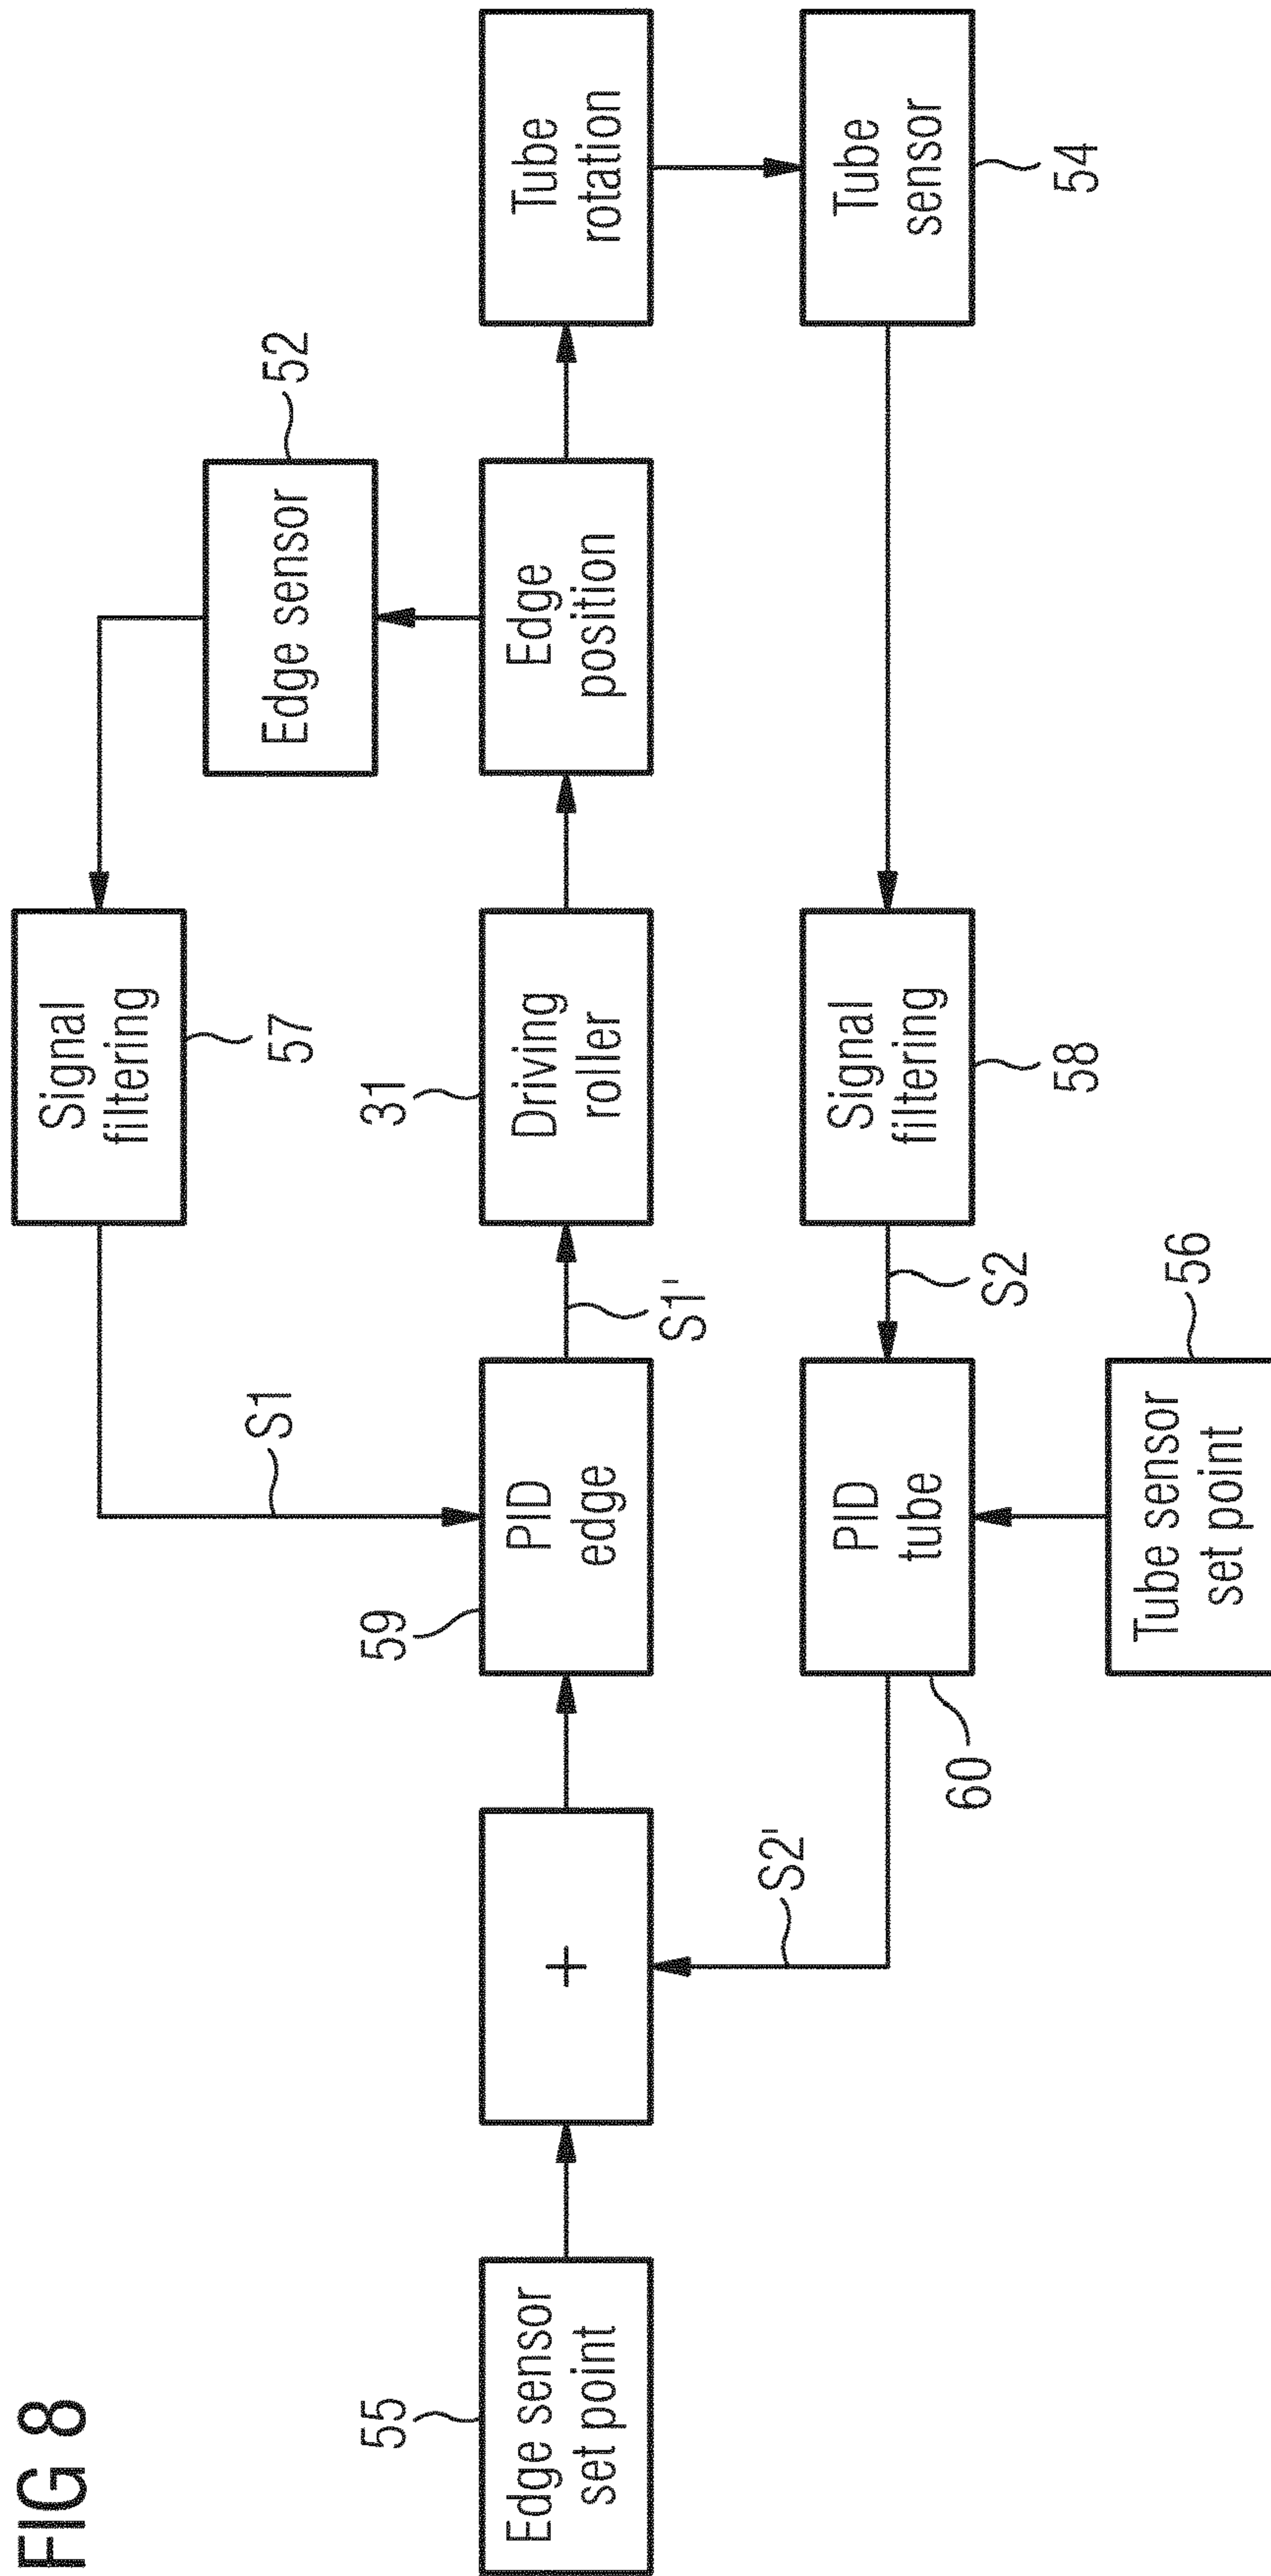 FIG 8
Signal
filtering
57
S1
Edge sensor
52
55
Edge sensor
set point
+
59
PID
edge
S1'
31
Driving
roller
Edge
position
Tube
rotation
S2'
60
PID
tube
S2
Signal
filtering
58
Tube
sensor
54
56
Tube sensor
set point